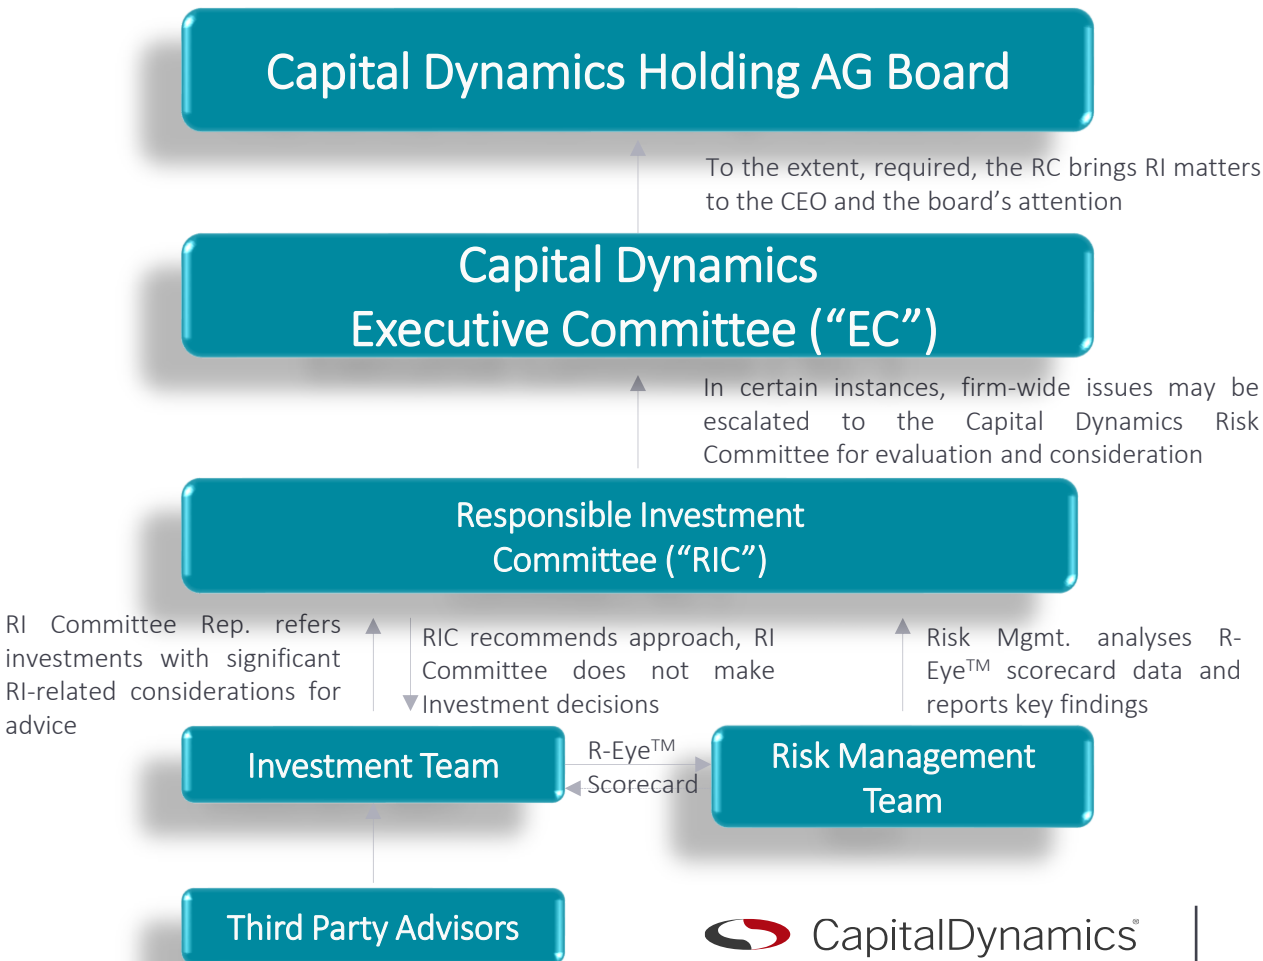 Capital Dynamics Holding AG Board
To the extent, required, the RC brings RI matters
to the CEO and the board’s attention
Capital Dynamics
Executive Committee (“EC”)
In certain instances, firm-wide issues may be
escalated to the Capital Dynamics Risk
Committee for evaluation and consideration
Responsible Investment
Committee (“RIC”)
RI Committee Rep. refers
investments with significant
RI-related considerations for
advice
RIC recommends approach, RI
Committee does not make
Investment decisions
Risk Mgmt. analyses R-
Eye™ scorecard data and
reports key findings
Investment Team
R-Eye™
Scorecard
Risk Management
Team
Third Party Advisors
CapitalDynamics®